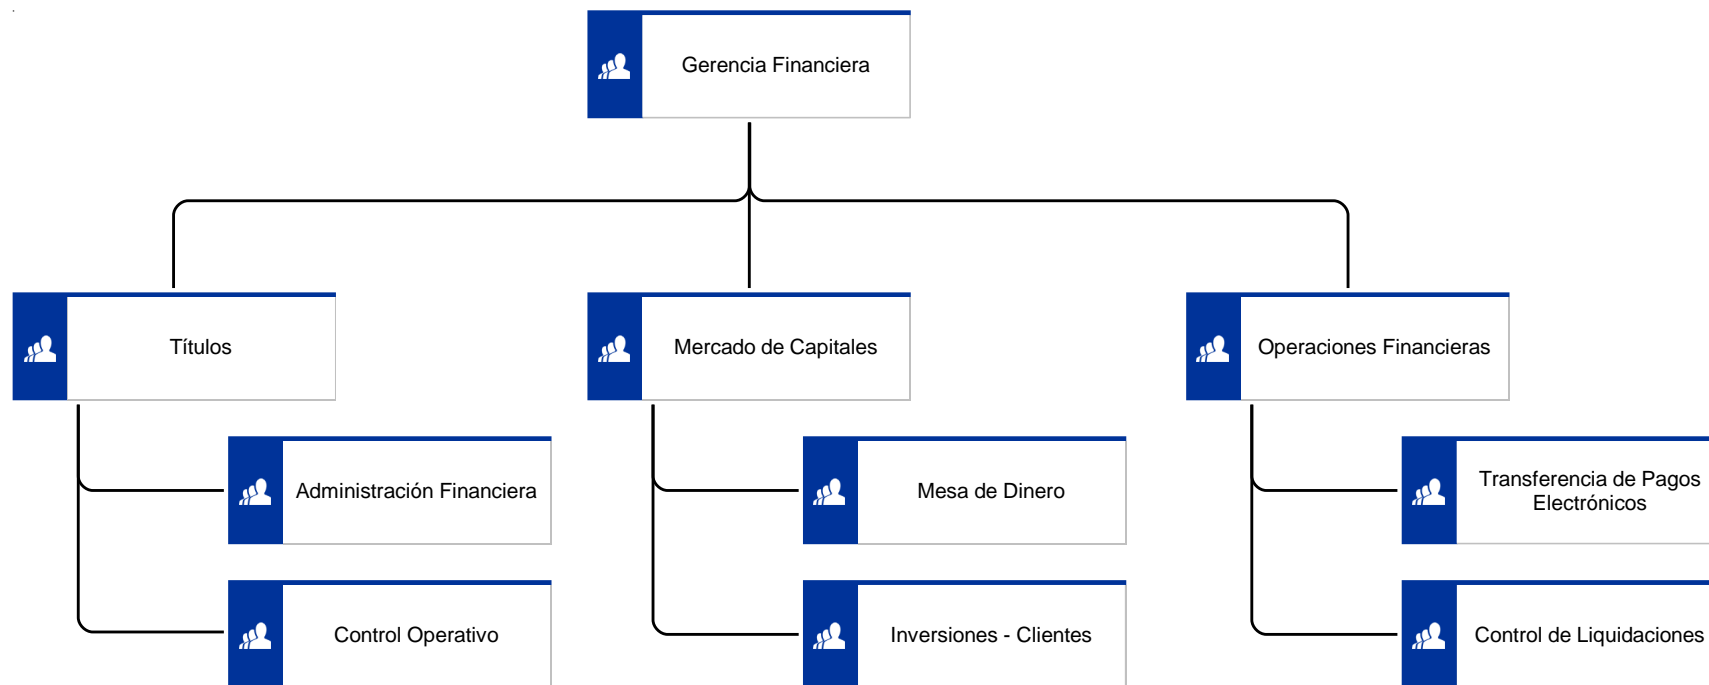 Gerencia Financiera
Títulos
Mercado de Capitales
Operaciones Financieras
Administración Financiera
Mesa de Dinero
Transferencia de Pagos
Electrónicos
Control Operativo
Inversiones - Clientes
Control de Liquidaciones